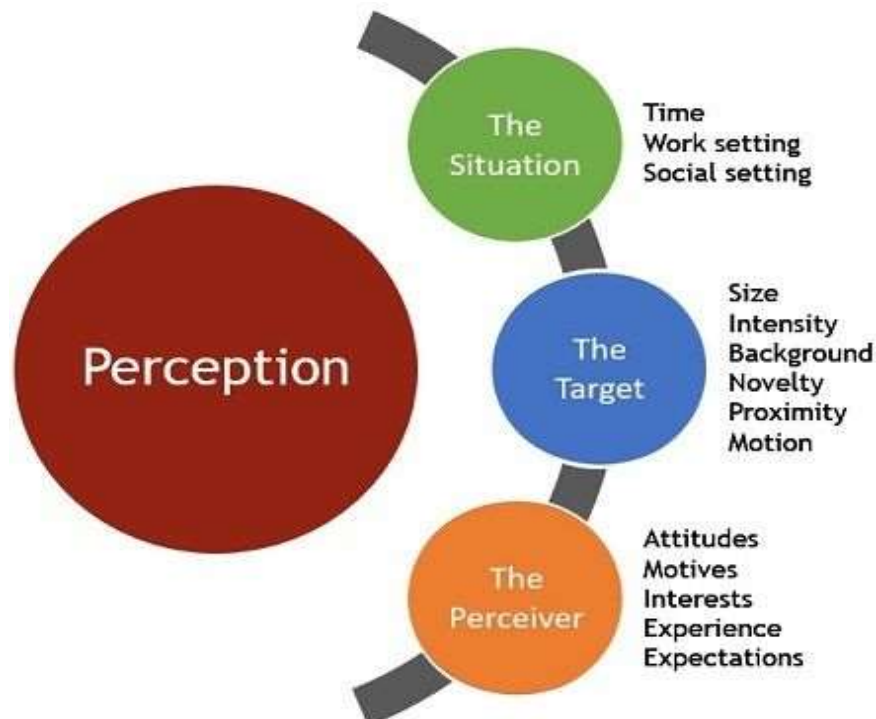 Perception
The
Situation
Time
Work setting
Social setting
The
Target
Size
Intensity
Background
Novelty
Proximity
Motion
The
Perceiver
Attitudes
Motives
Interests
Experience
Expectations